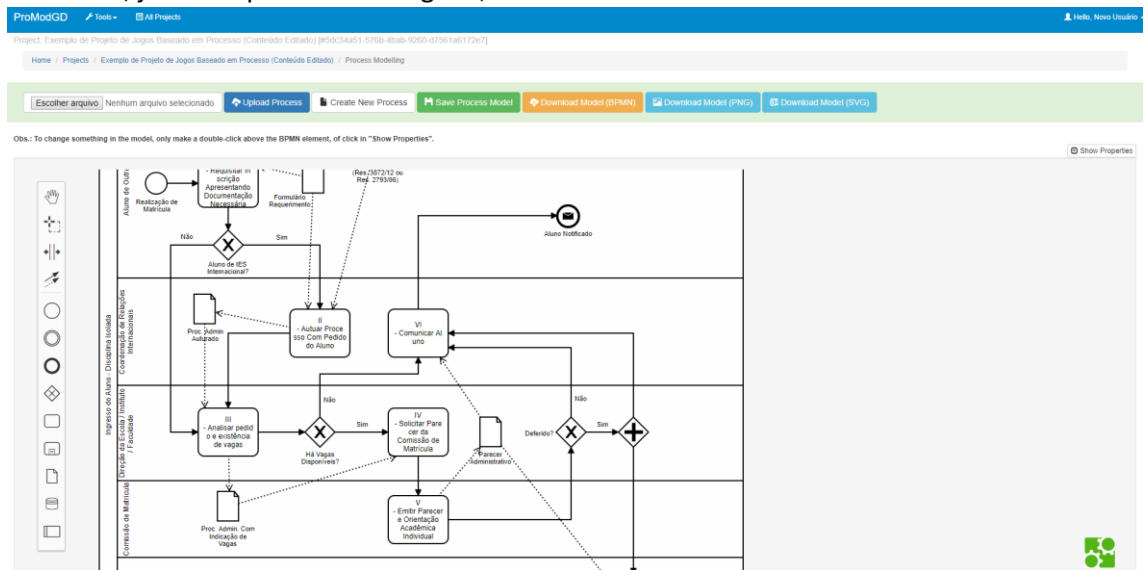 ProModGD Tools All Projects Hello, Novo Usuário
Project: Exemplo de Projeto de Jogos Baseado em Processo (Conteúdo Editado) [#5dc34a51-576b-4bab-9260-d7561a6172e7]
Home / Projects / Exemplo de Projeto de Jogos Baseado em Processo (Conteúdo Editado) / Process Modelling
Escolher arquivo Nenhum arquivo selecionado Upload Process Create New Process Save Process Model Download Model (BPMN) Download Model (PNG) Download Model (SVG)
Obs.: To change something in the model, only make a double-click above the BPMN element, of click in "Show Properties".
Show Properties
Ingresso do Aluno - Disciplina Isolada
Aluno de
Realização de
Matrícula
- Requisitar In
scrição
Apresentando
Documentação
Necessária
Formulário
Requerimento
(Res.3872/12 ou
Res. 2793/86)
Não
Sim
Aluno de IES
Internacional?
Aluno Notificado
Coordenação de Relações
Internacionais
Proc. Admin
Autuado
II
- Autuar Proce
sso Com Pedido
do Aluno
VI
- Comunicar Al
uno
Direção da Escola / Instituto
/ Faculdade
III
- Analisar pedid
o e existência
de vagas
Não
Sim
Há Vagas
Disponíveis?
IV
- Solicitar Pare
cer da
Comissão de
Matrícula
Parecer
Administrativo
Deferido?
Não
Sim
Comissão de Matrícula
Proc. Admin. Com
Indicação de
Vagas
V
- Emitir Parecer
e Orientação
Acadêmica
Individual